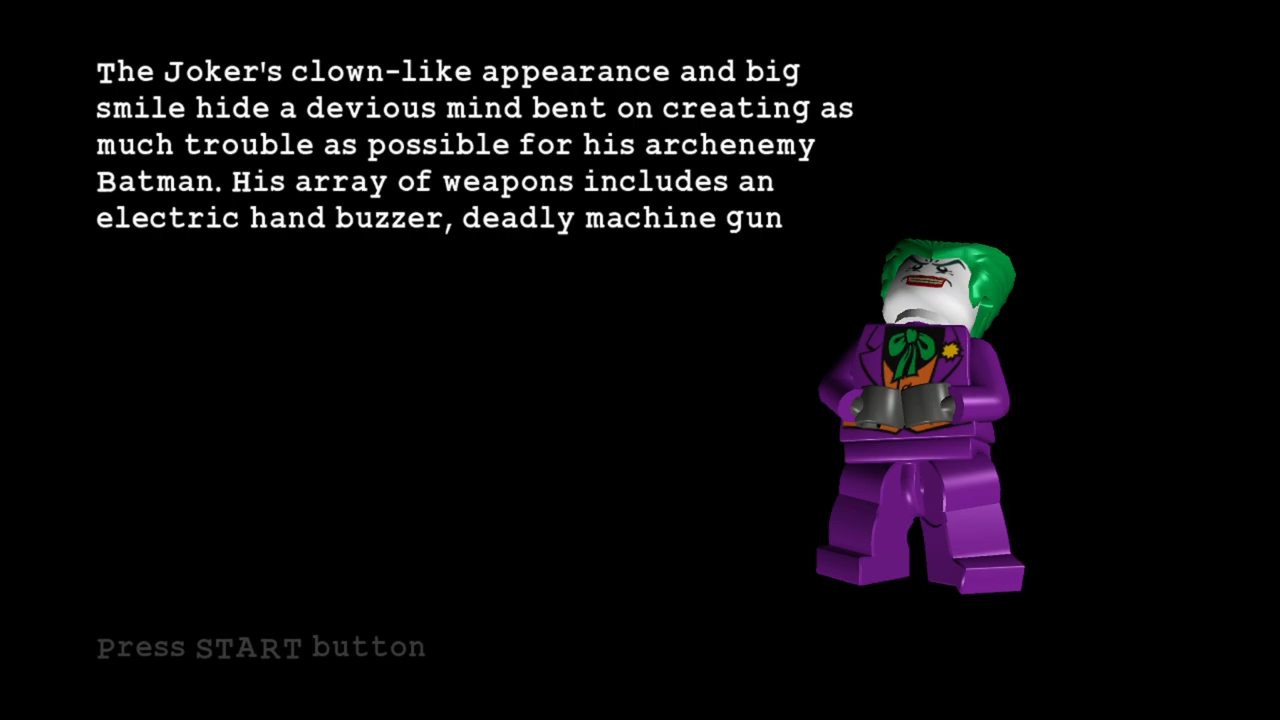 The Joker's clown-like appearance and big
smile hide a devious mind bent on creating as
much trouble as possible for his archenemy
Batman. His array of weapons includes an
electric hand buzzer, deadly machine gun
Press START button